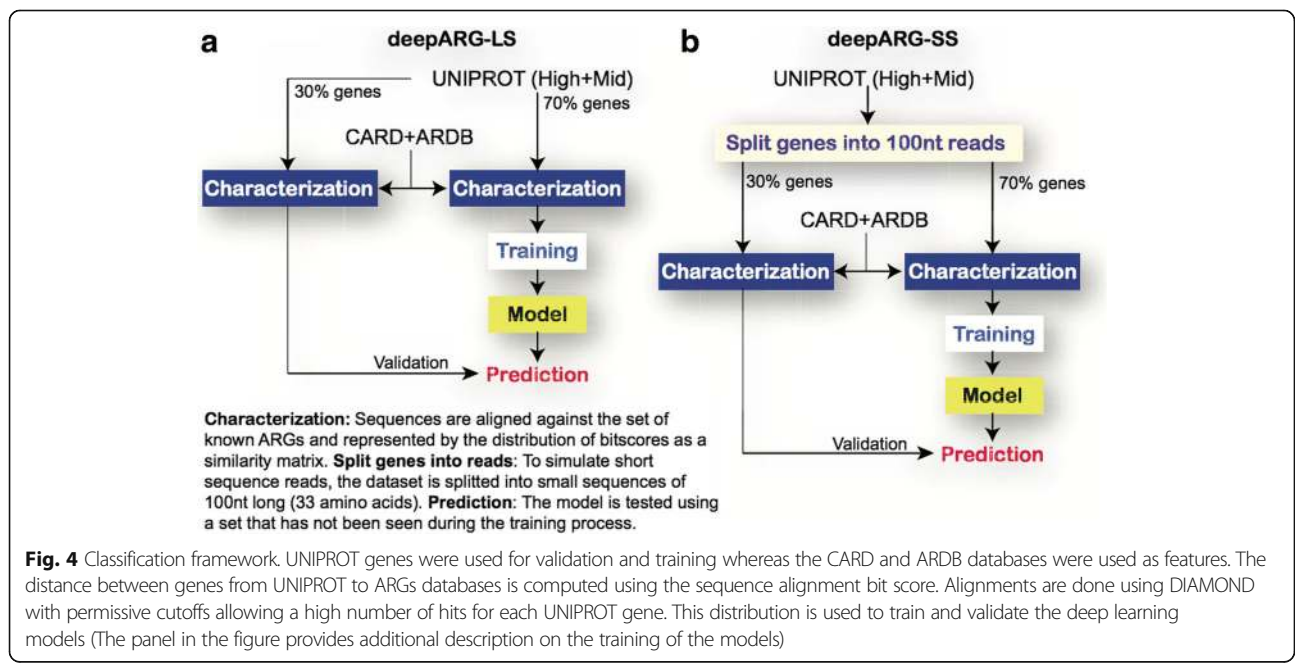 a
deepARG-LS
UNIPROT (High+Mid)
30% genes
70% genes
CARD+ARDB
Characterization
Characterization
Training
Model
Validation
Prediction
b
deepARG-SS
UNIPROT (High+Mid)
Split genes into 100nt reads
30% genes
70% genes
CARD+ARDB
Characterization
Characterization
Training
Model
Validation
Prediction
Characterization: Sequences are aligned against the set of
known ARGs and represented by the distribution of bitscores as a
similarity matrix. Split genes into reads: To simulate short
sequence reads, the dataset is splitted into small sequences of
100nt long (33 amino acids). Prediction: The model is tested using
a set that has not been seen during the training process.
Fig. 4 Classification framework. UNIPROT genes were used for validation and training whereas the CARD and ARDB databases were used as features. The
distance between genes from UNIPROT to ARGs databases is computed using the sequence alignment bit score. Alignments are done using DIAMOND
with permissive cutoffs allowing a high number of hits for each UNIPROT gene. This distribution is used to train and validate the deep learning
models (The panel in the figure provides additional description on the training of the models)